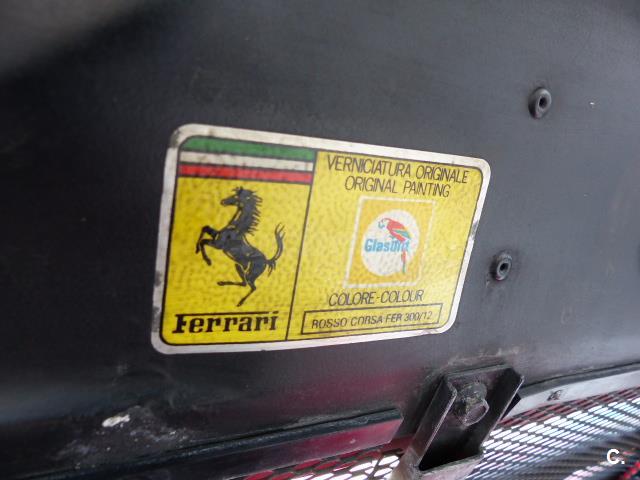 VERNICIATURA ORIGINALE
ORIGINAL PAINTING
Glasurit
COLORE-COLOUR
ROSSO CORSA FER 300/12
Ferrari
C.